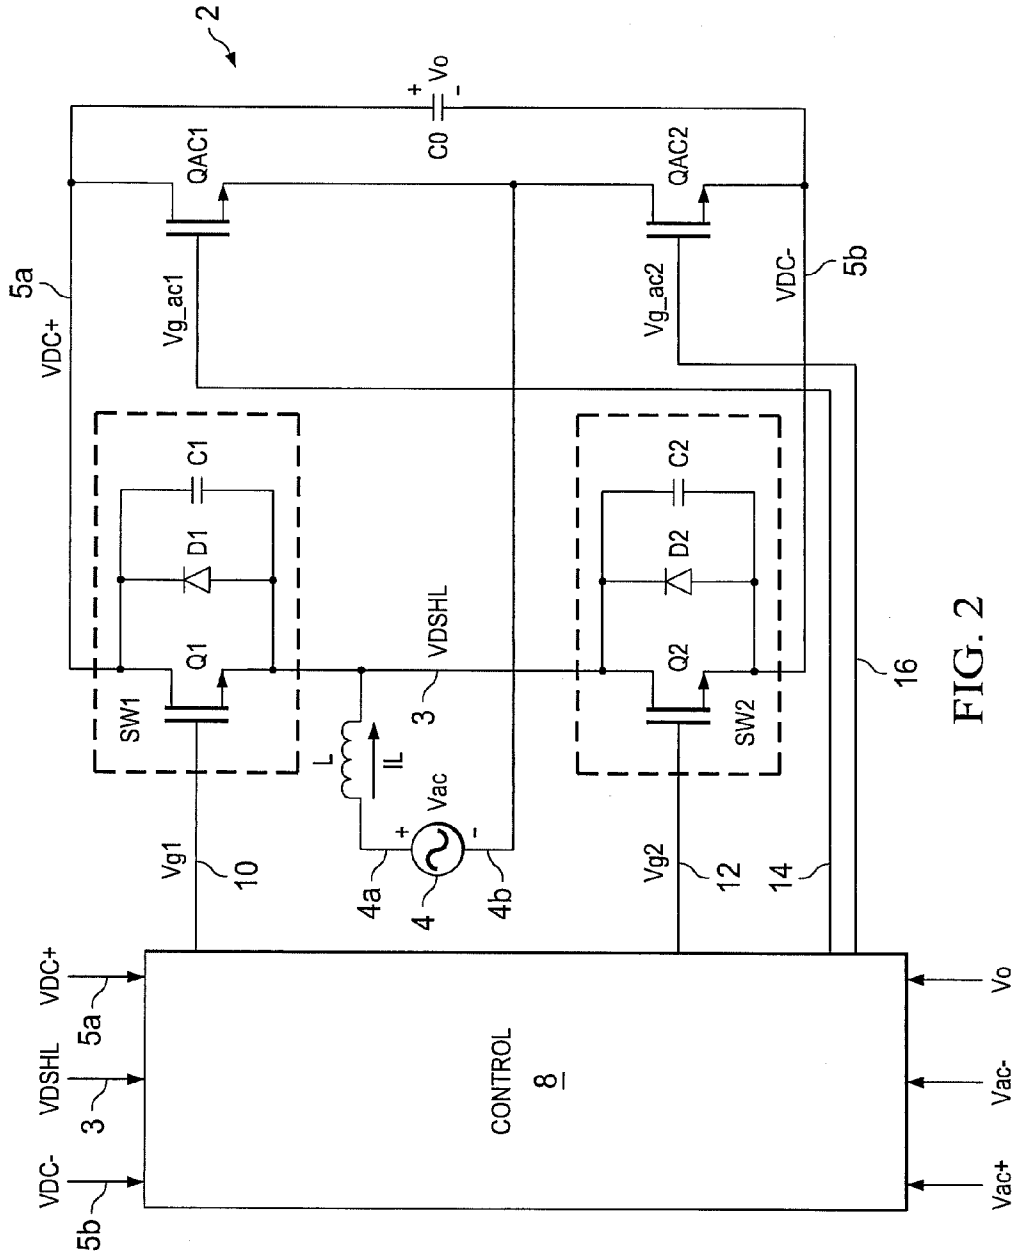 2
5a
VDC+
QAC1
+
Vo
-
C0
QAC2
Vg_ac1
Vg_ac2
VDC-
5b
C1
D1
Q1
SW1
C2
D2
Q2
SW2
VDSHL
3
L
IL
+
Vac
-
4a
4
4b
Vg1
10
Vg2
12
14
16
VDC+
5a
VDSHL
3
VDC-
5b
CONTROL
8
Vo
Vac-
Vac+
FIG. 2